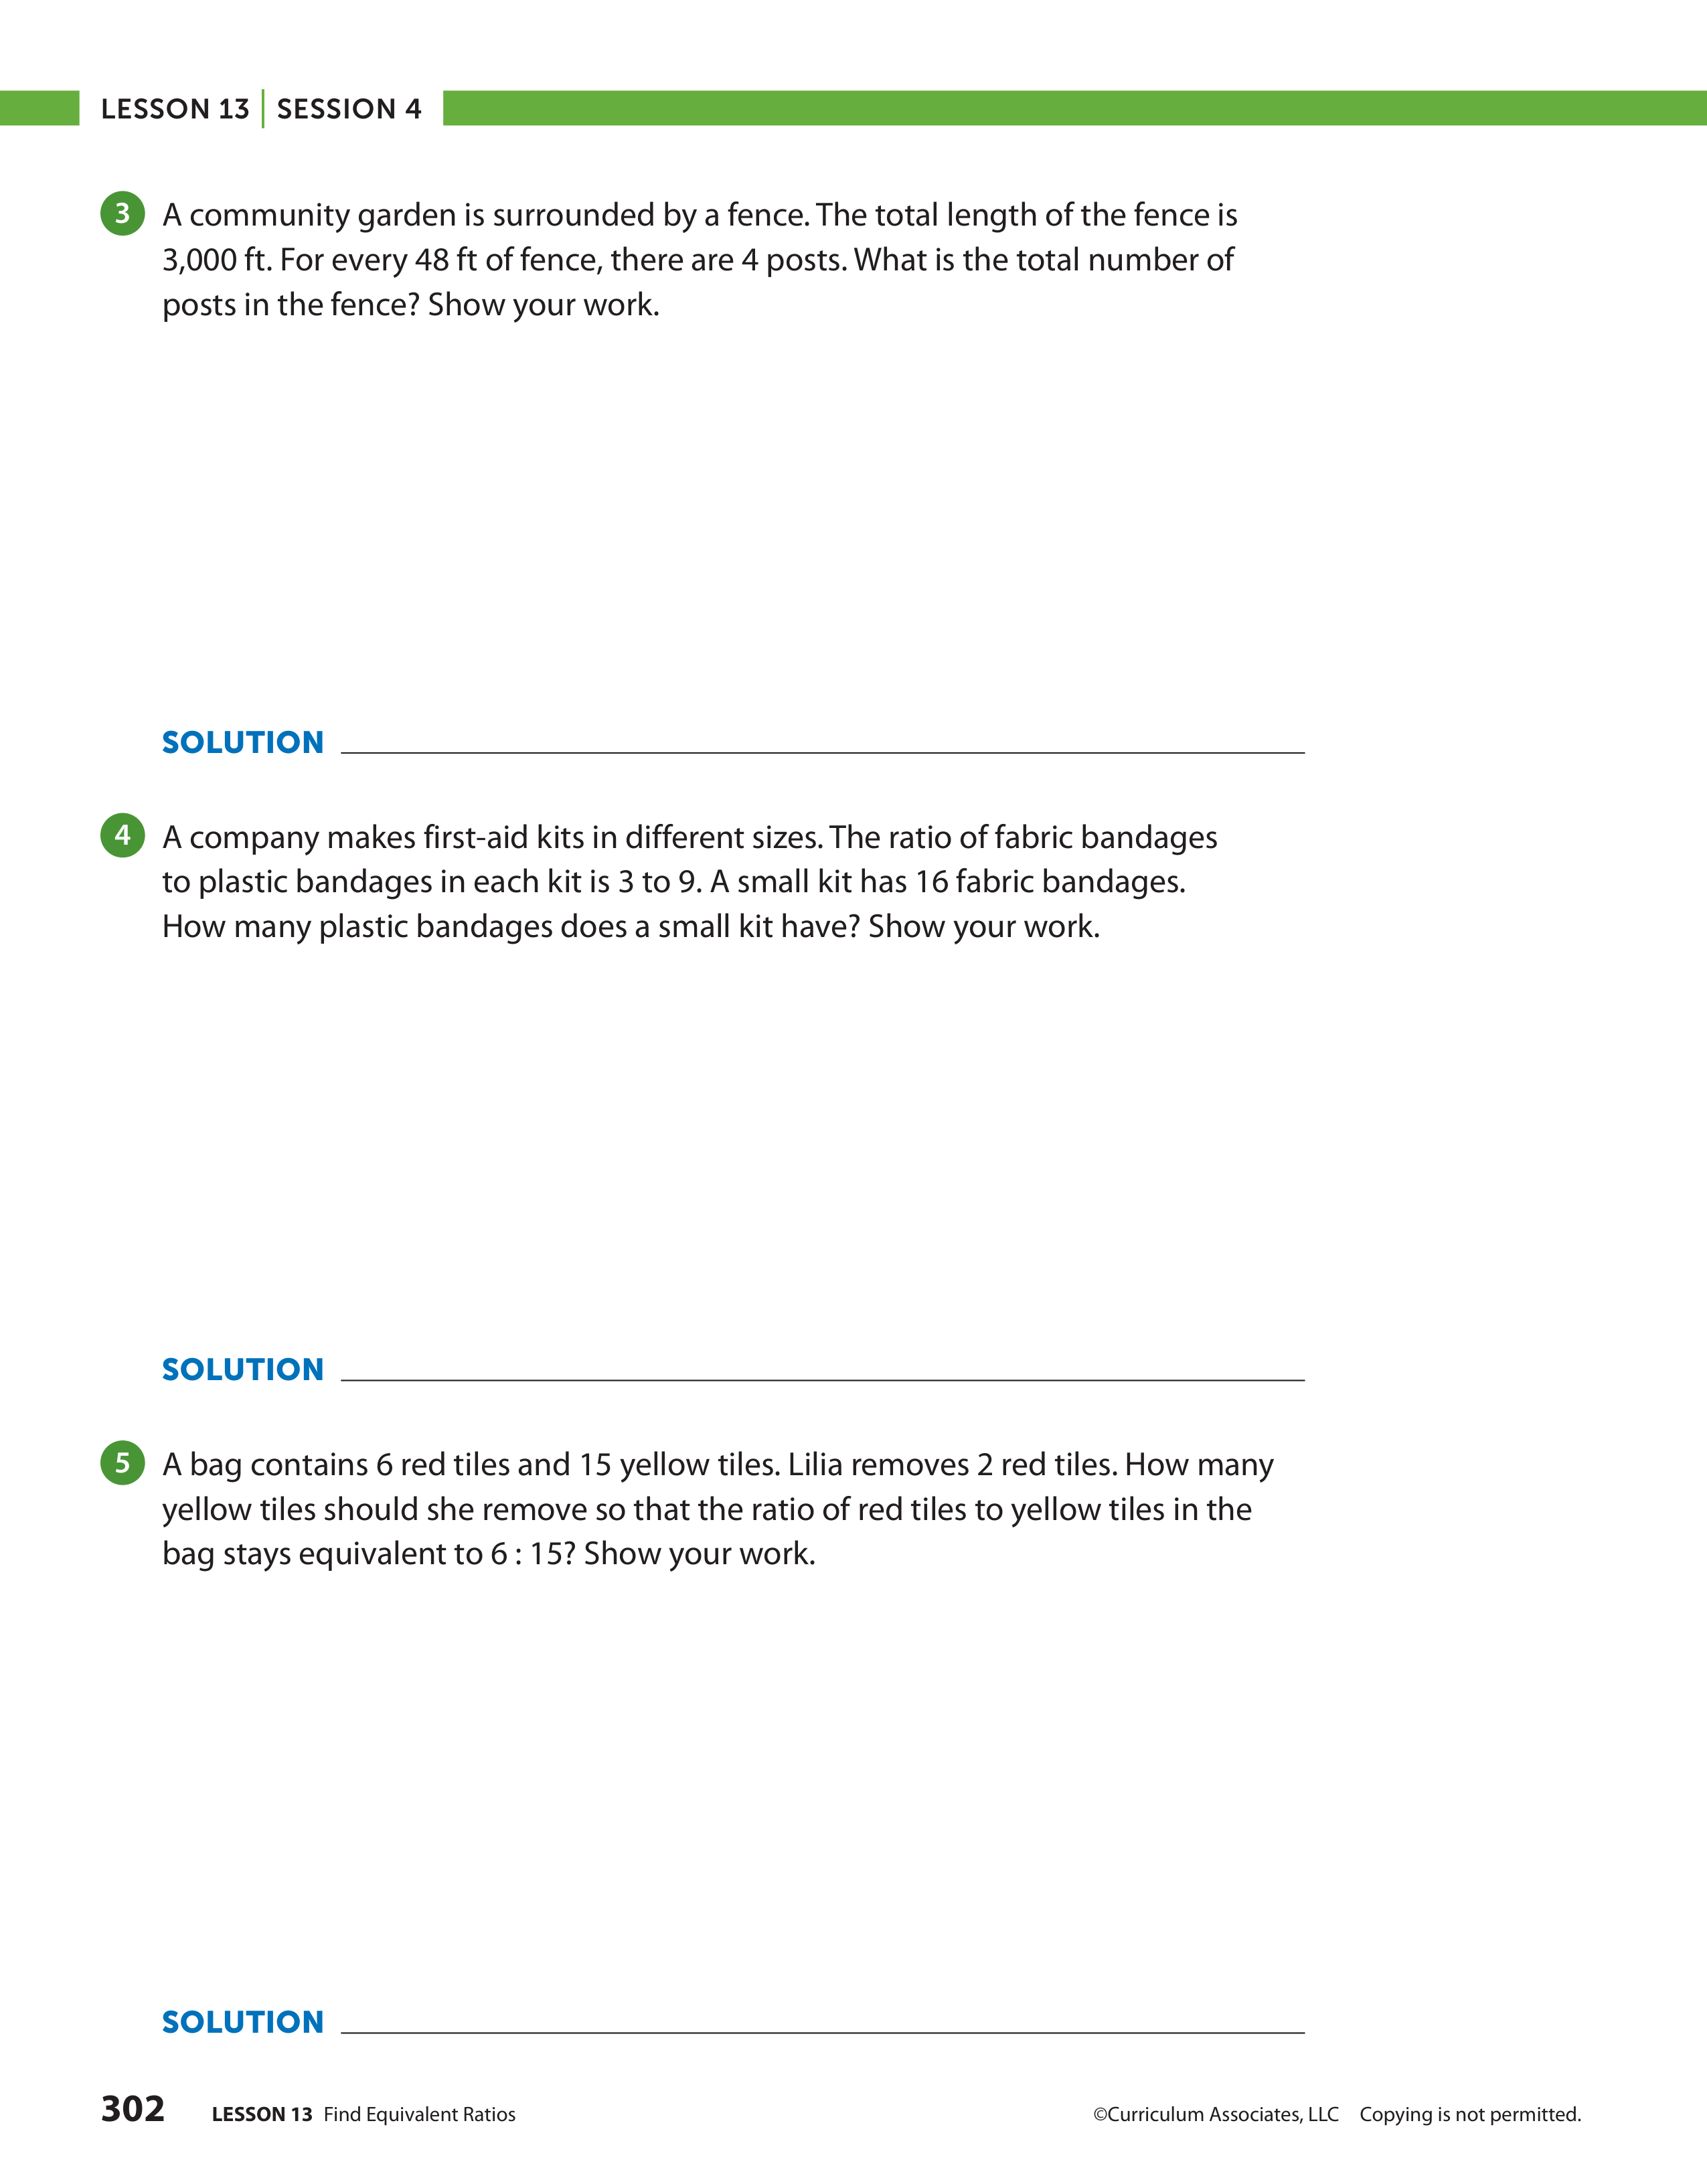 LESSON 13 | SESSION 4
3 A community garden is surrounded by a fence. The total length of the fence is
3,000 ft. For every 48 ft of fence, there are 4 posts. What is the total number of
posts in the fence? Show your work.
SOLUTION
4 A company makes first-aid kits in different sizes. The ratio of fabric bandages
to plastic bandages in each kit is 3 to 9. A small kit has 16 fabric bandages.
How many plastic bandages does a small kit have? Show your work.
SOLUTION
5 A bag contains 6 red tiles and 15 yellow tiles. Lilia removes 2 red tiles. How many
yellow tiles should she remove so that the ratio of red tiles to yellow tiles in the
bag stays equivalent to 6 : 15? Show your work.
SOLUTION
302 LESSON 13 Find Equivalent Ratios ©Curriculum Associates, LLC Copying is not permitted.